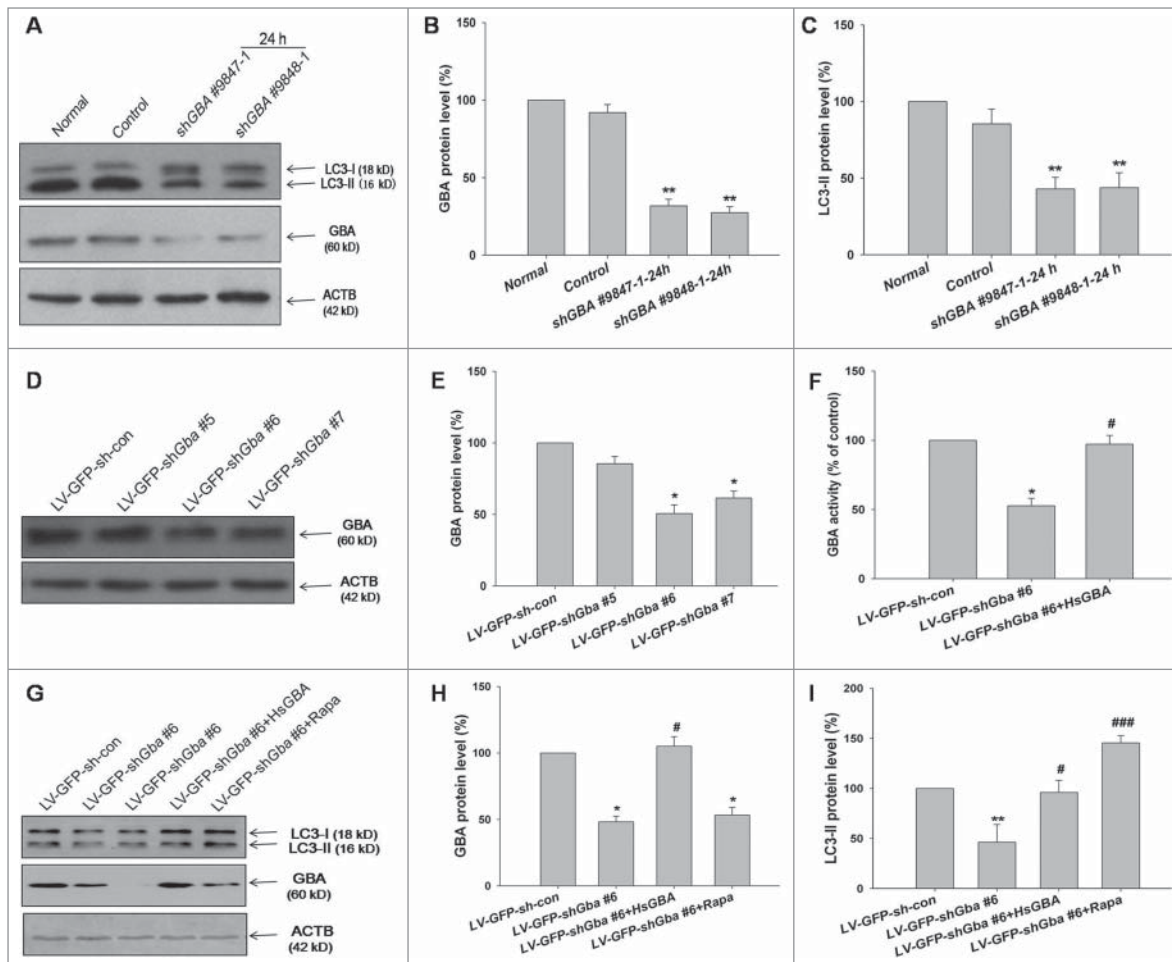 A
24 h
Normal
Control
shGBA #9847-1
shGBA #9848-1
LC3-I (18 kD)
LC3-II (16 kD)
GBA
(60 kD)
ACTB
(42 kD)
B
GBA protein level (%)
150
100
50
0
**
**
Normal
Control
shGBA #9847-1-24h
shGBA #9848-1-24h
C
LC3-II protein level (%)
150
100
50
0
**
**
Normal
Control
shGBA #9847-1-24 h
shGBA #9848-1-24 h
D
LV-GFP-sh-con
LV-GFP-shGba #5
LV-GFP-shGba #6
LV-GFP-shGba #7
GBA
(60 kD)
ACTB
(42 kD)
E
GBA protein level (%)
150
100
50
0
*
*
LV-GFP-sh-con
LV-GFP-shGba #5
LV-GFP-shGba #6
LV-GFP-shGba #7
F
GBA activity (% of control)
150
100
50
0
*
#
LV-GFP-sh-con
LV-GFP-shGba #6
LV-GFP-shGba #6+HsGBA
G
LV-GFP-sh-con
LV-GFP-shGba #6
LV-GFP-shGba #6
LV-GFP-shGba #6+HsGBA
LV-GFP-shGba #6+Rapa
LC3-I (18 kD)
LC3-II (16 kD)
GBA
(60 kD)
ACTB
(42 kD)
H
GBA protein level (%)
150
100
50
0
*
#
*
LV-GFP-sh-con
LV-GFP-shGba #6
LV-GFP-shGba #6+HsGBA
LV-GFP-shGba #6+Rapa
I
LC3-II protein level (%)
200
150
100
50
0
**
#
###
LV-GFP-sh-con
LV-GFP-shGba #6
LV-GFP-shGba #6+HsGBA
LV-GFP-shGba #6+Rapa